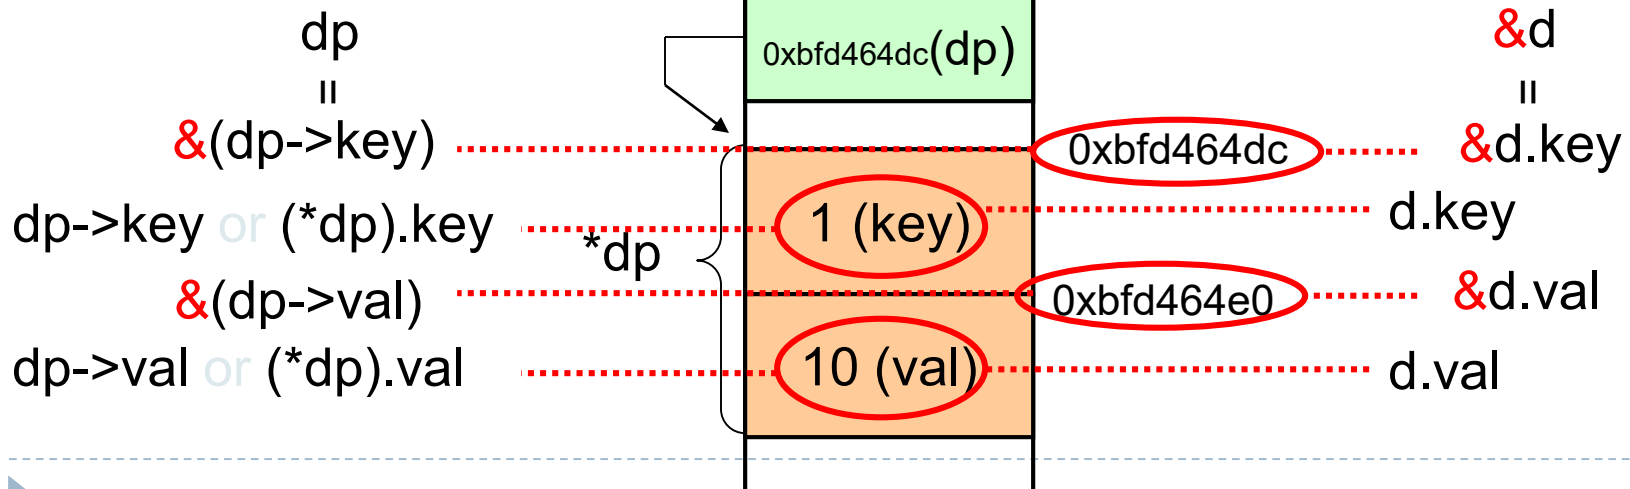 dp
=
&(dp->key)
dp->key or (*dp).key
&(dp->val)
dp->val or (*dp).val
*dp
0xbfd464dc(dp)
1 (key)
10 (val)
0xbfd464dc
0xbfd464e0
&d
=
&d.key
d.key
&d.val
d.val